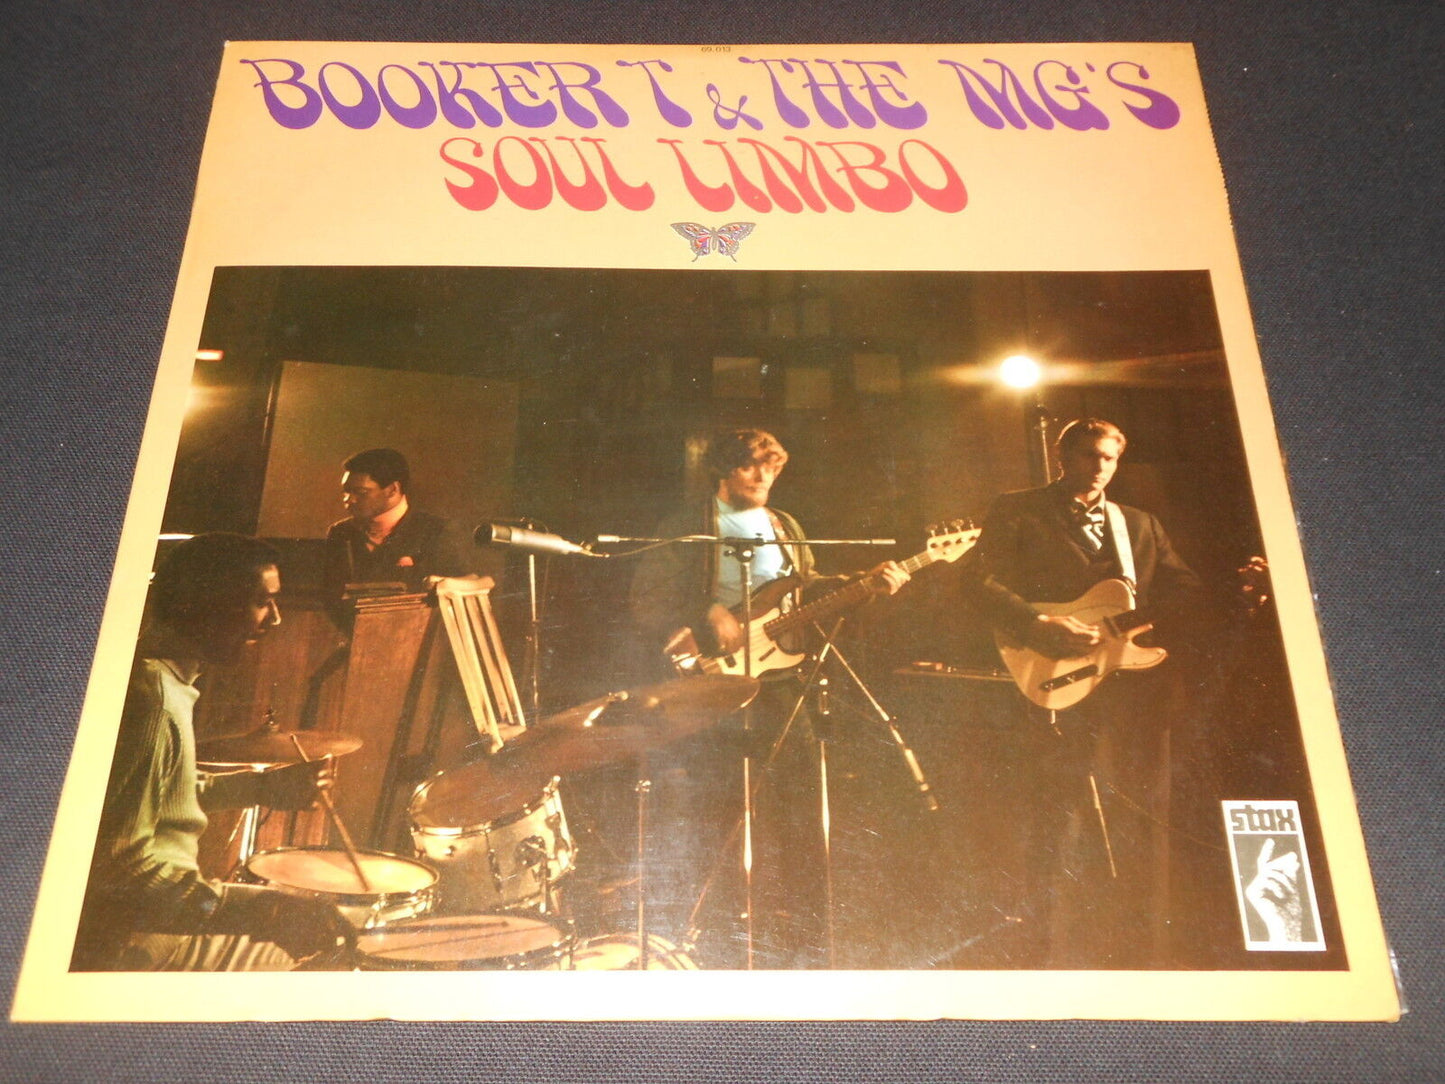 69.013
BOOKER T & THE MG'S
SOUL LIMBO
stax